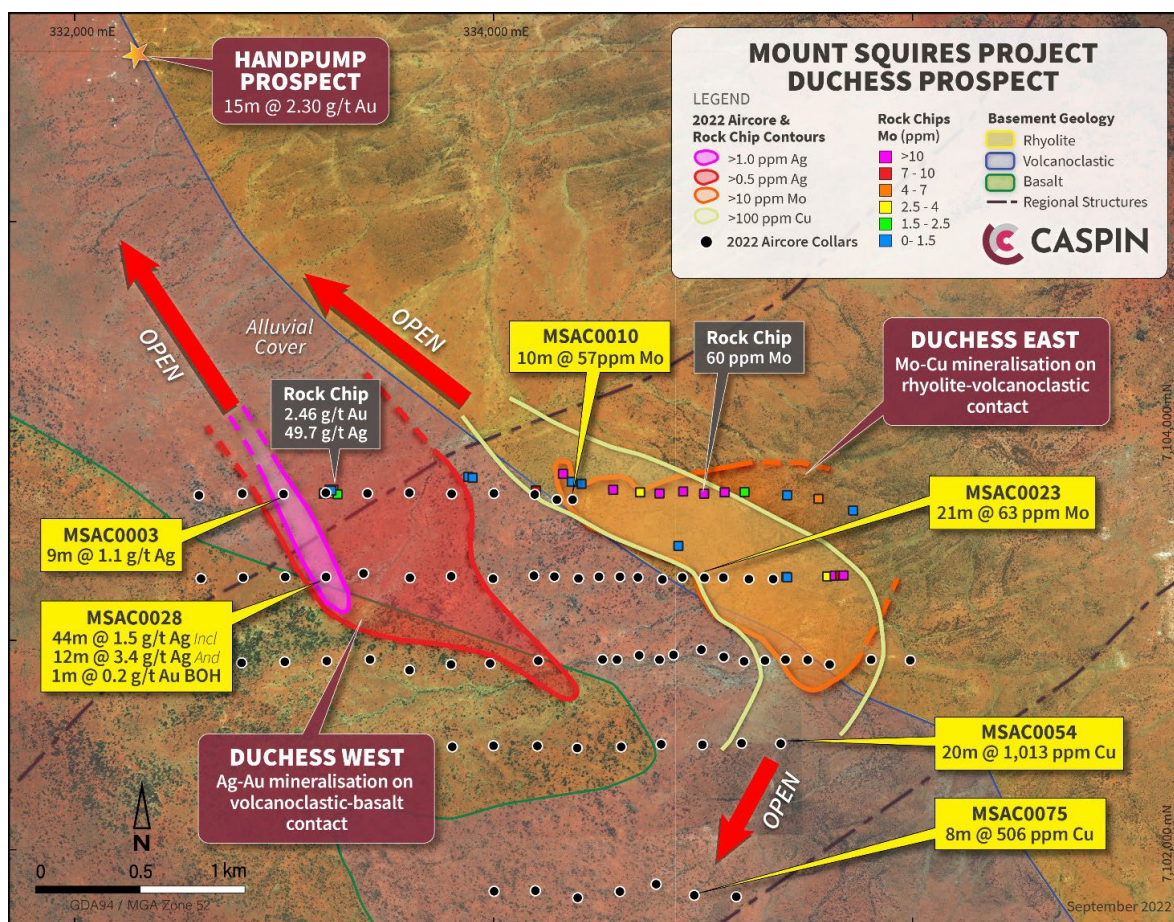 332,000 mE
334,000 mE
HANDPUMP
PROSPECT
15m @ 2.30 g/t Au
MOUNT SQUIRES PROJECT
DUCHESS PROSPECT
LEGEND
2022 Aircore &
Rock Chip Contours
>1.0 ppm Ag
>0.5 ppm Ag
>10 ppm Mo
>100 ppm Cu
2022 Aircore Collars
Rock Chips
Mo (ppm)
>10
7 - 10
4 - 7
2.5 - 4
1.5 - 2.5
0- 1.5
Basement Geology
Rhyolite
Volcanoclastic
Basalt
Regional Structures
CASPIN
OPEN
Alluvial
Cover
OPEN
MSAC0010
10m @ 57ppm Mo
Rock Chip
60 ppm Mo
DUCHESS EAST
Mo-Cu mineralisation on
rhyolite-volcanoclastic
contact
Rock Chip
2.46 g/t Au
49.7 g/t Ag
7,104,000 mN
MSAC0003
9m @ 1.1 g/t Ag
MSAC0023
21m @ 63 ppm Mo
MSAC0028
44m @ 1.5 g/t Ag Incl
12m @ 3.4 g/t Ag And
1m @ 0.2 g/t Au BOH
DUCHESS WEST
Ag-Au mineralisation on
volcanoclastic-basalt
contact
MSAC0054
20m @ 1,013 ppm Cu
OPEN
MSAC0075
8m @ 506 ppm Cu
7,102,000 mN
N
0 0.5 1 km
GDA94 / MGA Zone 52
September 2022